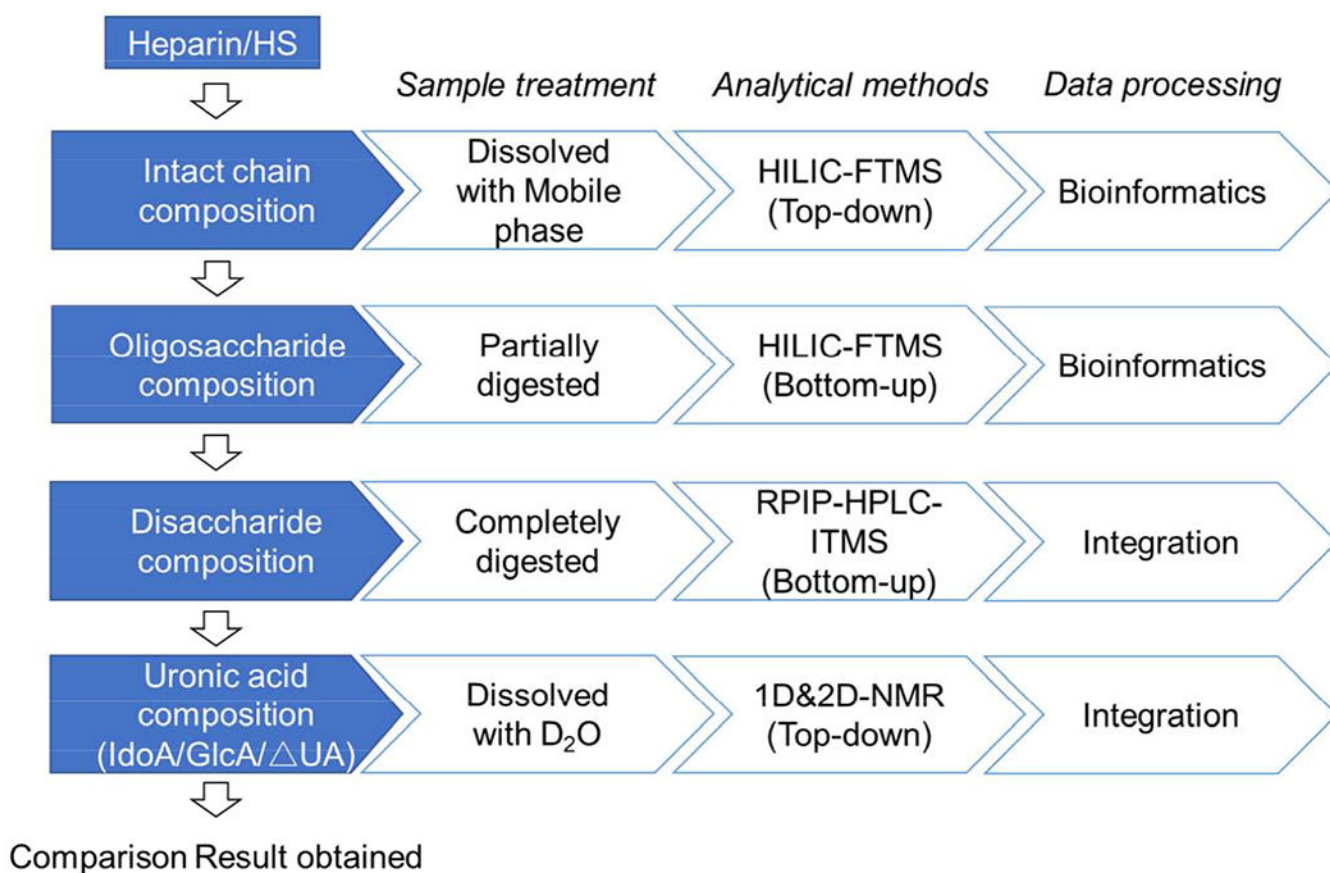 Heparin/HS
Sample treatment
Analytical methods
Data processing
Intact chain
composition
Dissolved
with Mobile
phase
HILIC-FTMS
(Top-down)
Bioinformatics
Oligosaccharide
composition
Partially
digested
HILIC-FTMS
(Bottom-up)
Bioinformatics
Disaccharide
composition
Completely
digested
RPIP-HPLC-
ITMS
(Bottom-up)
Integration
Uronic acid
composition
(IdoA/GlcA/△UA)
Dissolved
with D₂O
1D&2D-NMR
(Top-down)
Integration
Comparison Result obtained